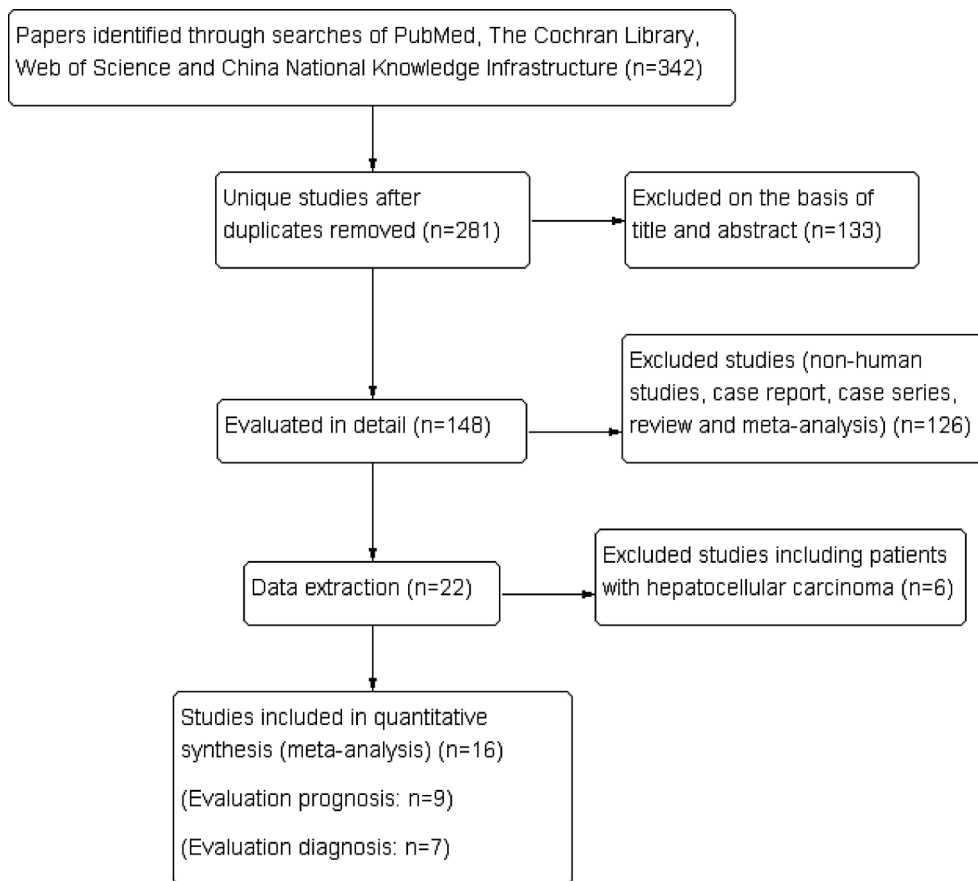 Papers identified through searches of PubMed, The Cochran Library,
Web of Science and China National Knowledge Infrastructure (n=342)
Unique studies after
duplicates removed (n=281)
Excluded on the basis of
title and abstract (n=133)
Evaluated in detail (n=148)
Excluded studies (non-human
studies, case report, case series,
review and meta-analysis) (n=126)
Data extraction (n=22)
Excluded studies including patients
with hepatocellular carcinoma (n=6)
Studies included in quantitative
synthesis (meta-analysis) (n=16)
(Evaluation prognosis: n=9)
(Evaluation diagnosis: n=7)